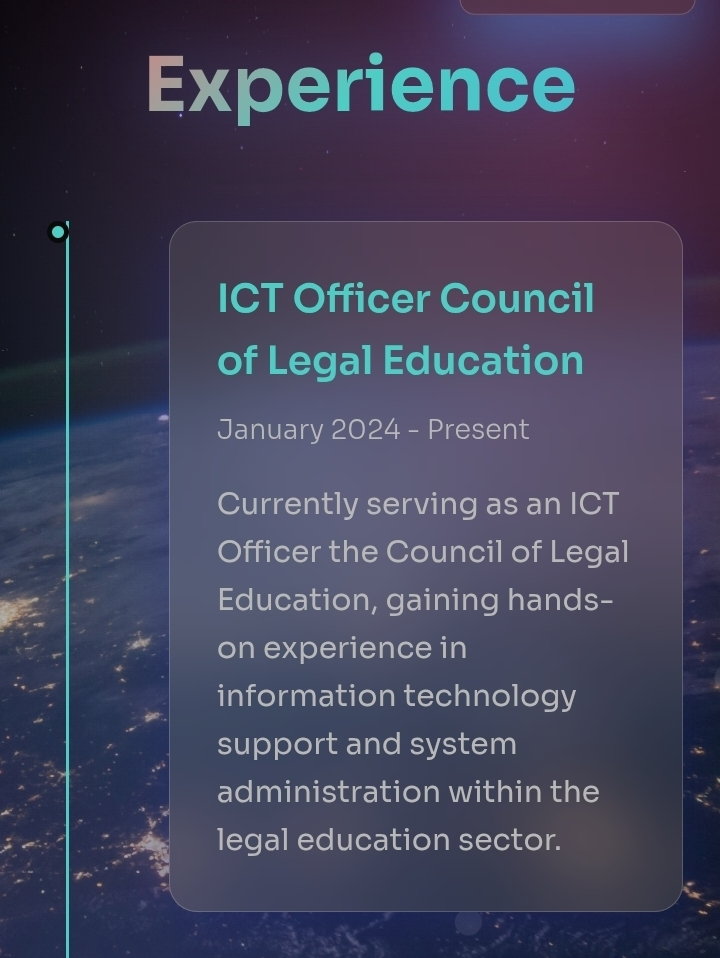 Experience
ICT Officer Council
of Legal Education
January 2024 - Present
Currently serving as an ICT
Officer the Council of Legal
Education, gaining hands-
on experience in
information technology
support and system
administration within the
legal education sector.